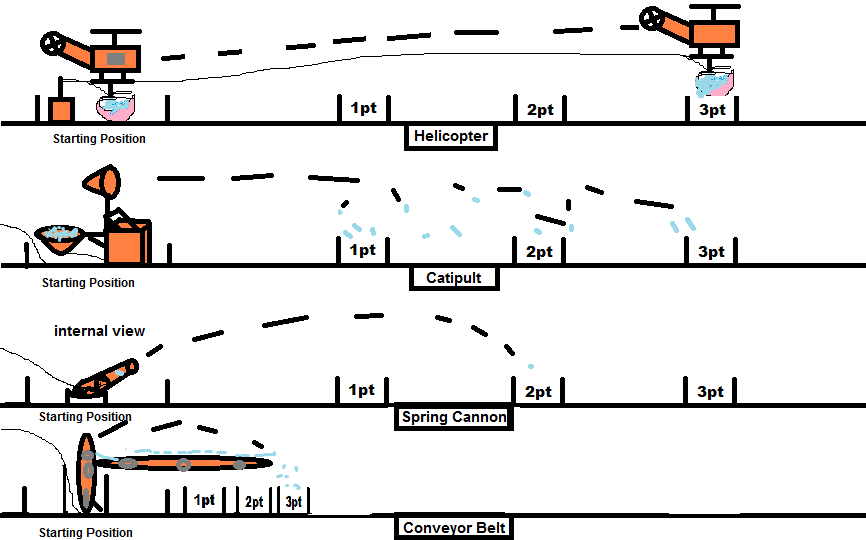 1pt
2pt
3pt
Starting Position
Helicopter
1pt
2pt
3pt
Starting Position
Catipult
internal view
1pt
2pt
3pt
Starting Position
Spring Cannon
1pt
2pt
3pt
Starting Position
Conveyor Belt